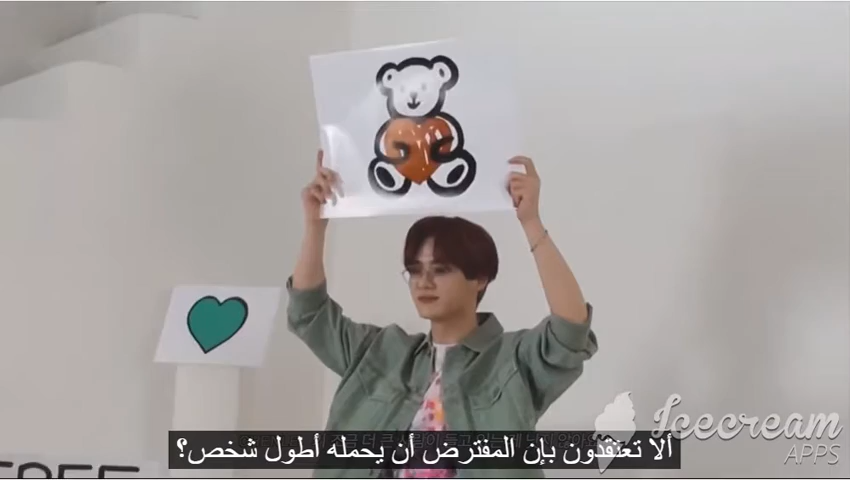 Icecream
APPS
ألا تعتقدون بإن المفترض أن يحمله أطول شخص؟